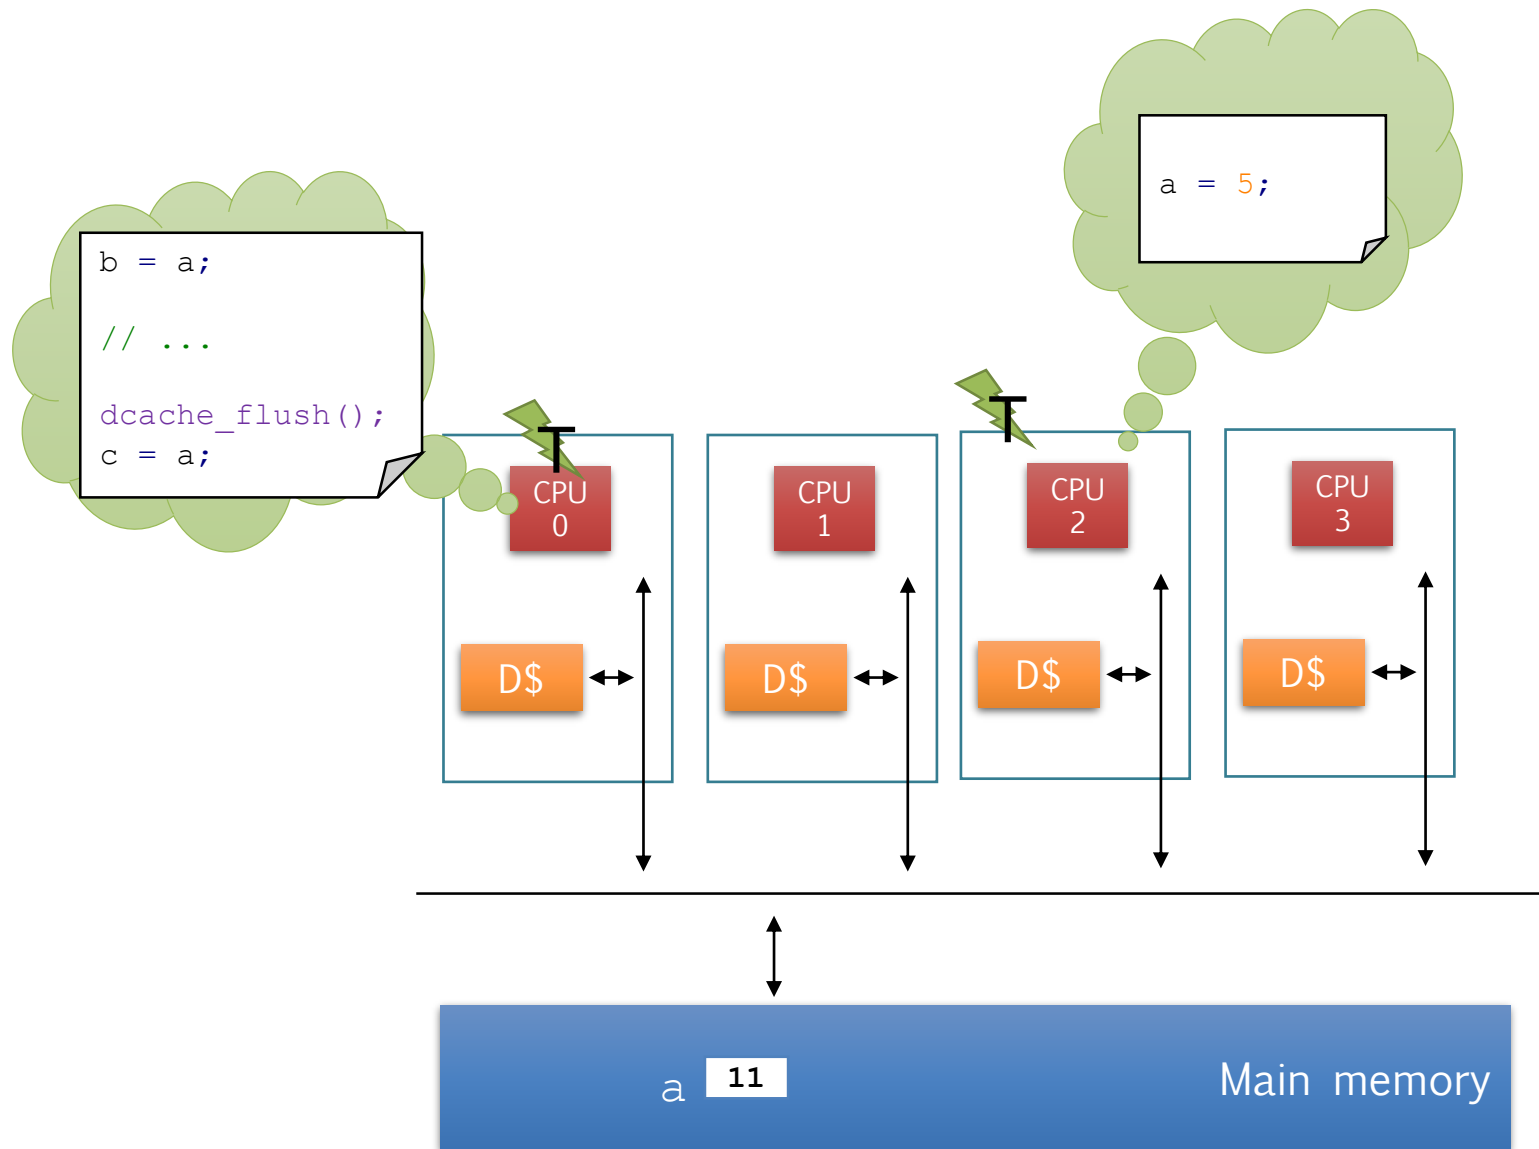 a = 5;
b = a;
// ...
dcache_flush();
c = a;
T
T
CPU
0
CPU
1
CPU
2
CPU
3
D$
D$
D$
D$
a 11
Main memory